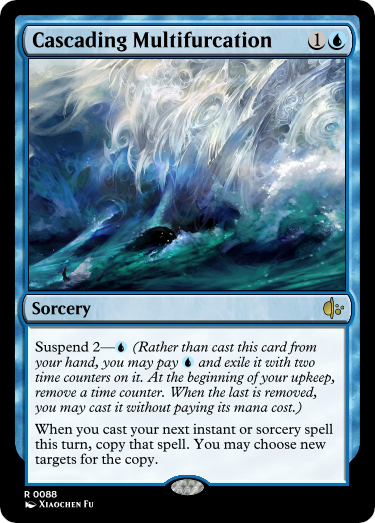 Cascading Multifurcation 1
Sorcery
Suspend 2— (Rather than cast this card from
your hand, you may pay and exile it with two
time counters on it. At the beginning of your upkeep,
remove a time counter. When the last is removed,
you may cast it without paying its mana cost.)
When you cast your next instant or sorcery spell
this turn, copy that spell. You may choose new
targets for the copy.
R 0088
Xiaochen Fu